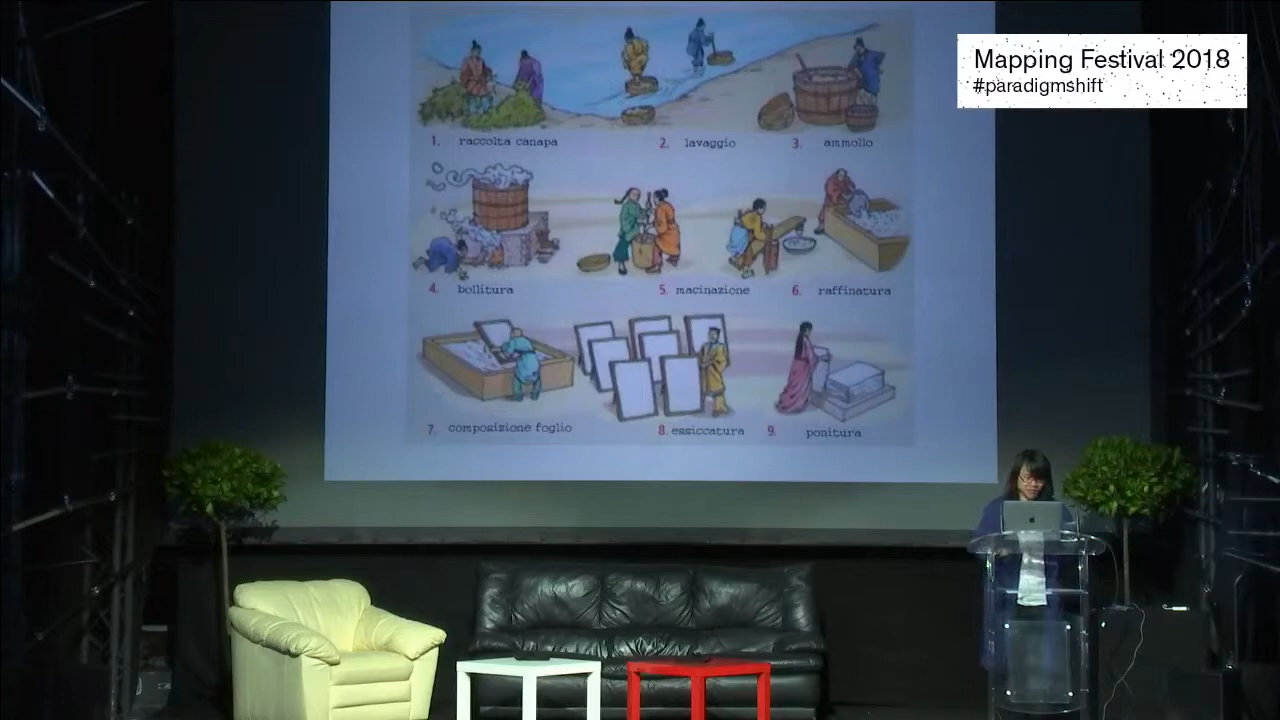 Mapping Festival 2018
#paradigmshift
1. raccolta canapa
2. lavaggio
3. ammollo
4. bollitura
5. macinazione
6. raffinatura
7. composizione foglio
8. essiccatura
9. ponitura